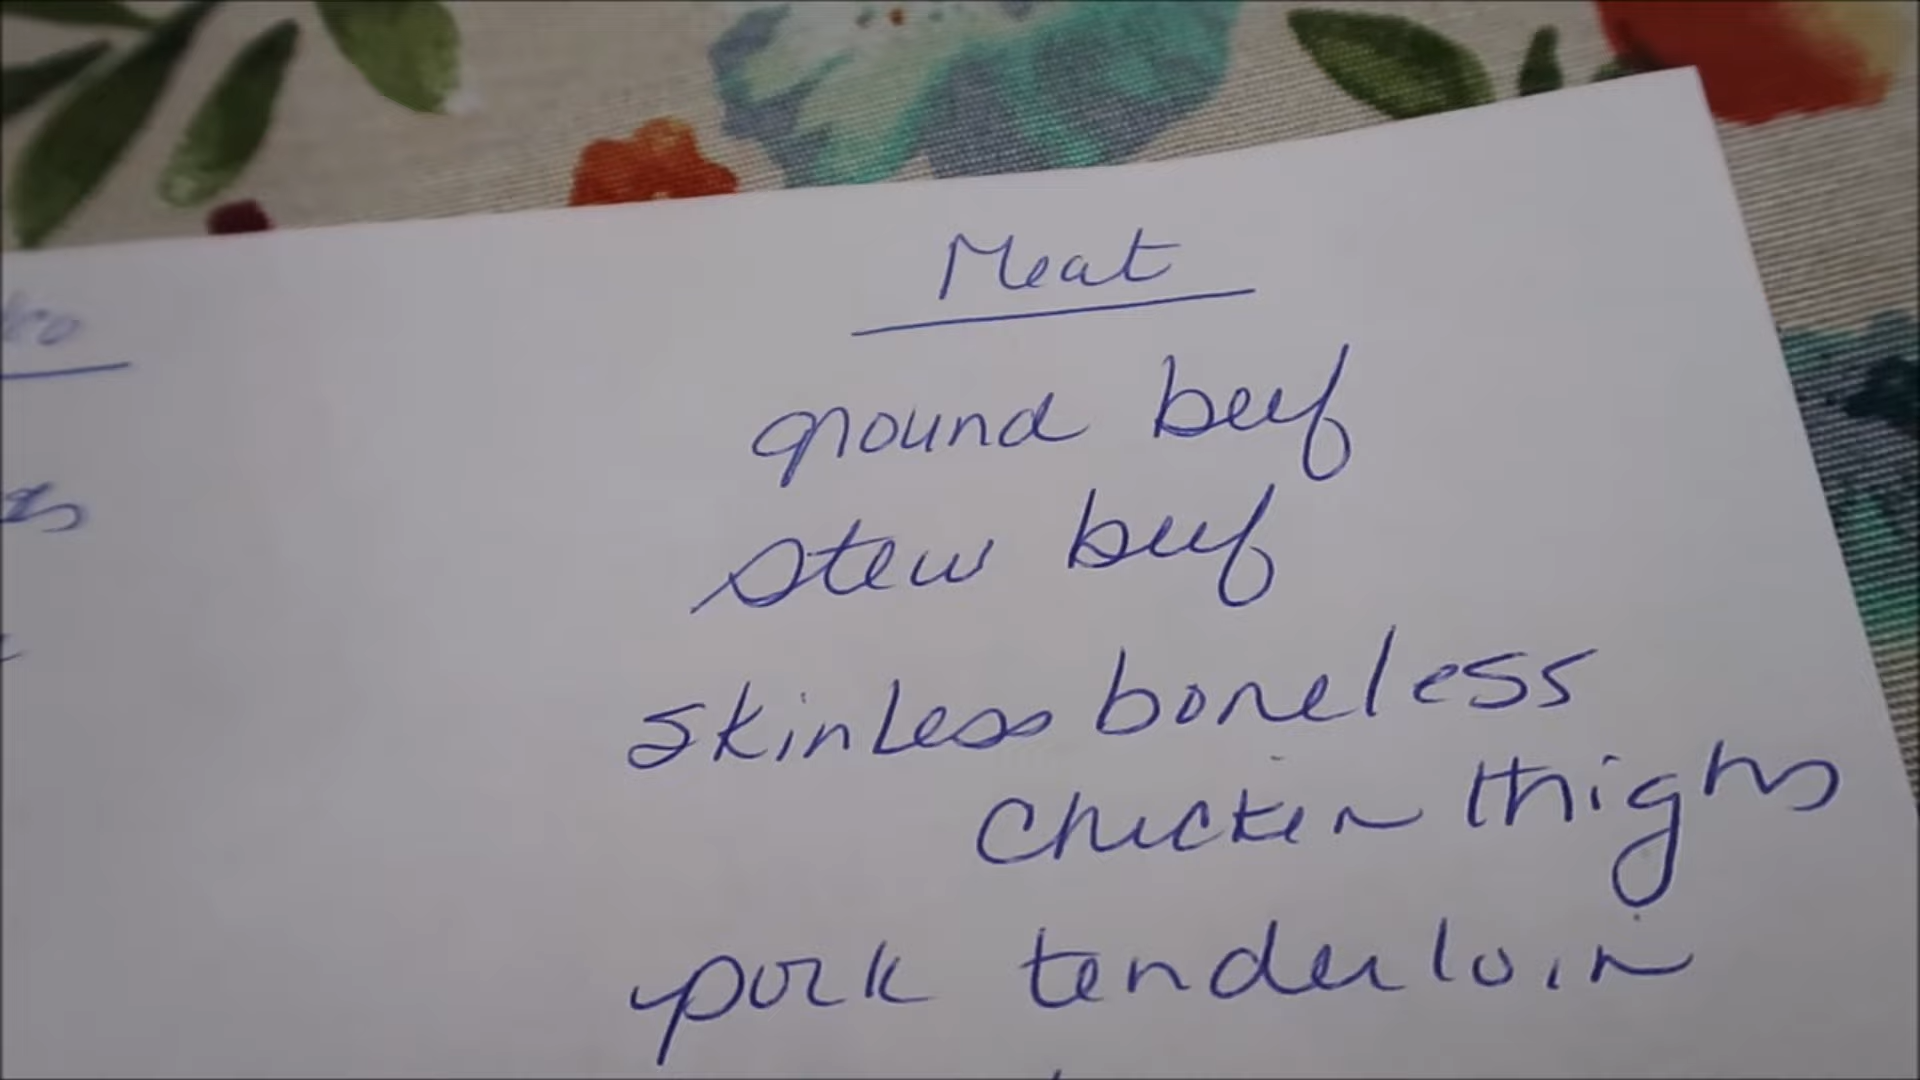 Meat
ground beef
stew beef
skinless boneless
chicken thighs
pork tenderloin